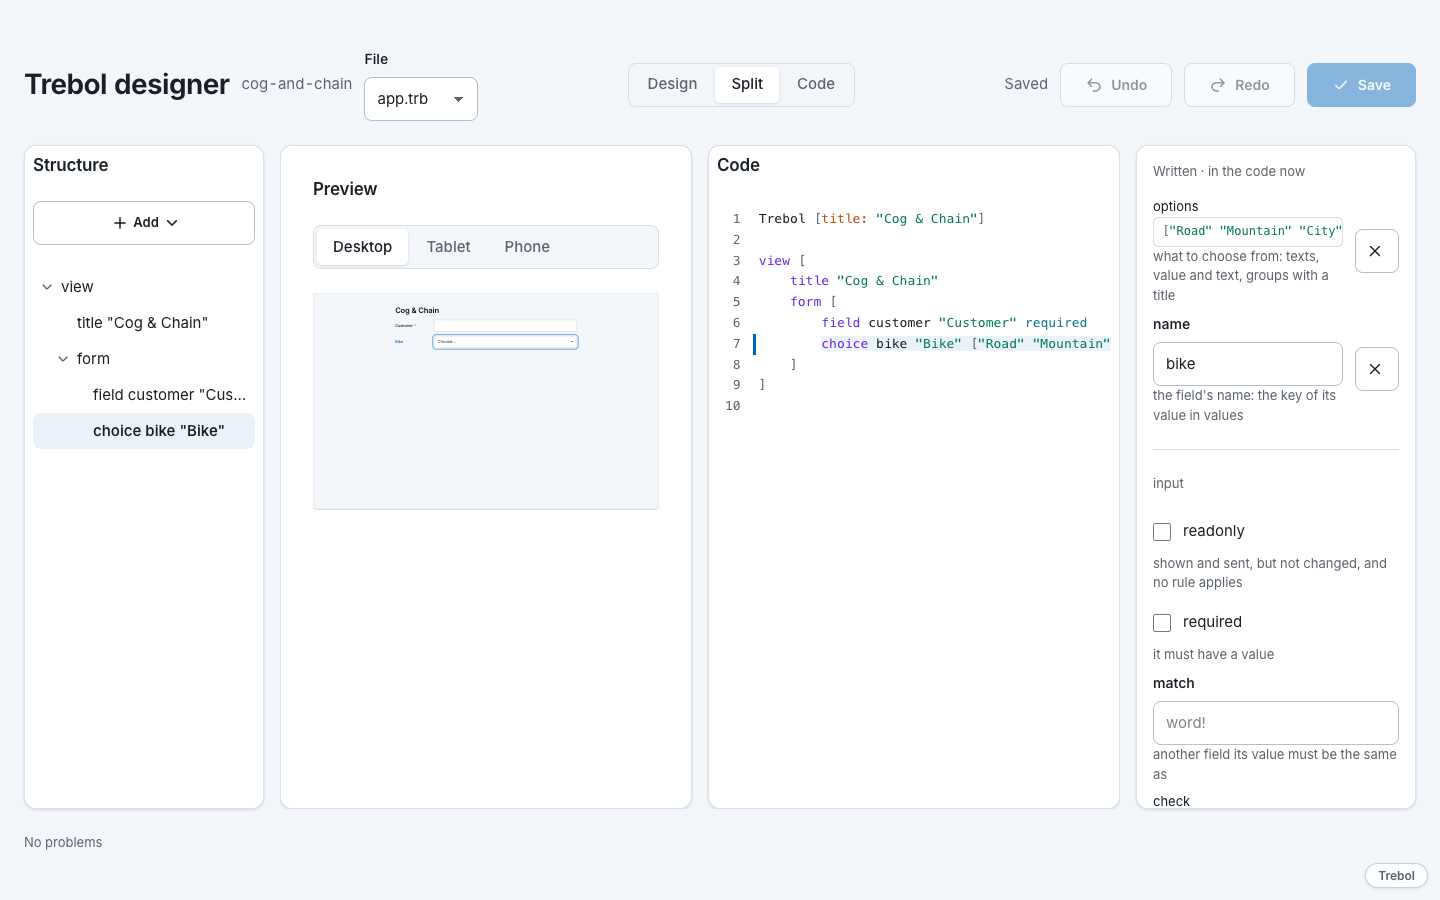 Trebol designer
cog-and-chain
File
app.trb
Design
Split
Code
Saved
Undo
Redo
Save
Structure
Add
view
title "Cog & Chain"
form
field customer "Cus...
choice bike "Bike"
Preview
Desktop
Tablet
Phone
Cog & Chain
Customer *
Bike
Choose...
Code
1 Trebol [title: "Cog & Chain"]
2
3 view [
4 title "Cog & Chain"
5 form [
6 field customer "Customer" required
7 choice bike "Bike" ["Road" "Mountain"
8 ]
9 ]
10
Written · in the code now
options
["Road" "Mountain" "City"
what to choose from: texts,
value and text, groups with a
title
name
bike
the field's name: the key of its
value in values
input
readonly
shown and sent, but not changed, and
no rule applies
required
it must have a value
match
word!
another field its value must be the same
as
check
No problems
Trebol